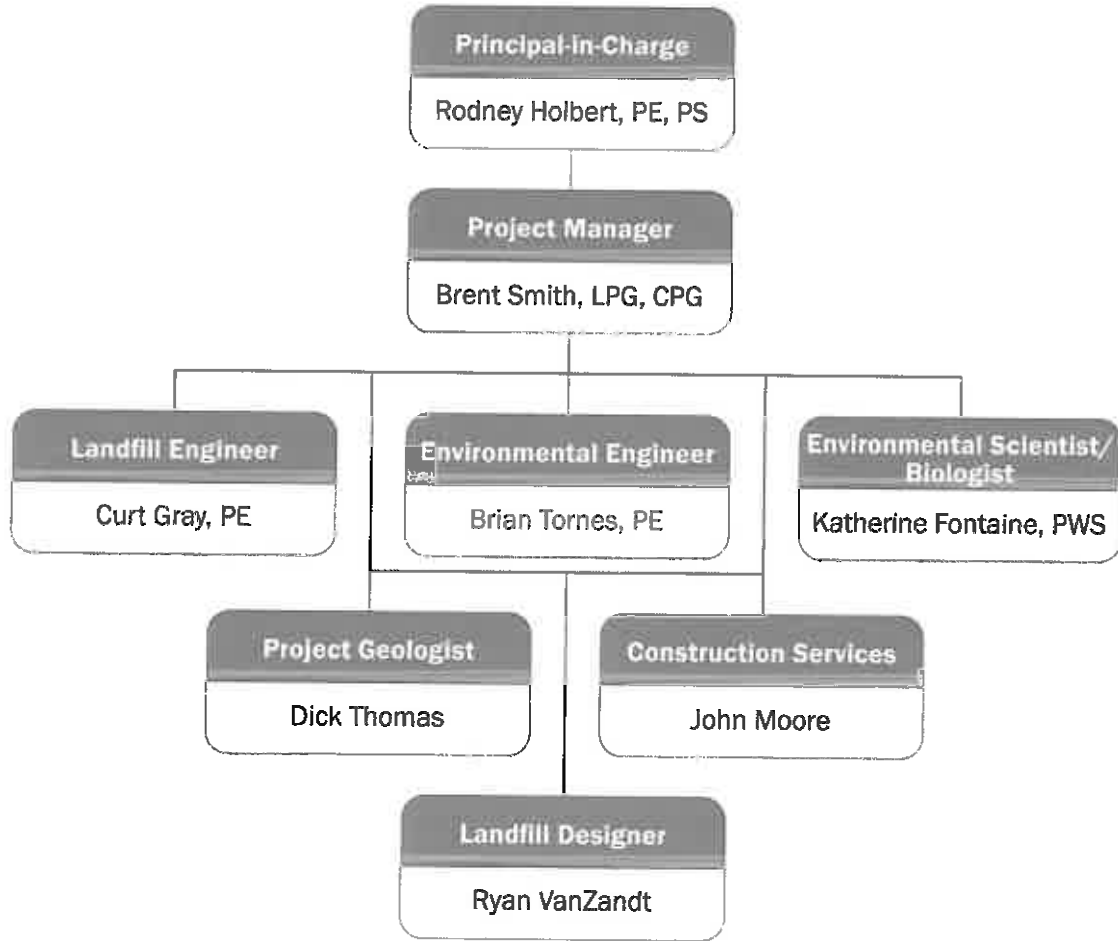 Principal-in-Charge
Rodney Holbert, PE, PS
Project Manager
Brent Smith, LPG, CPG
Landfill Engineer
Curt Gray, PE
Environmental Engineer
Brian Tornes, PE
Environmental Scientist/
Biologist
Katherine Fontaine, PWS
Project Geologist
Dick Thomas
Construction Services
John Moore
Landfill Designer
Ryan VanZandt